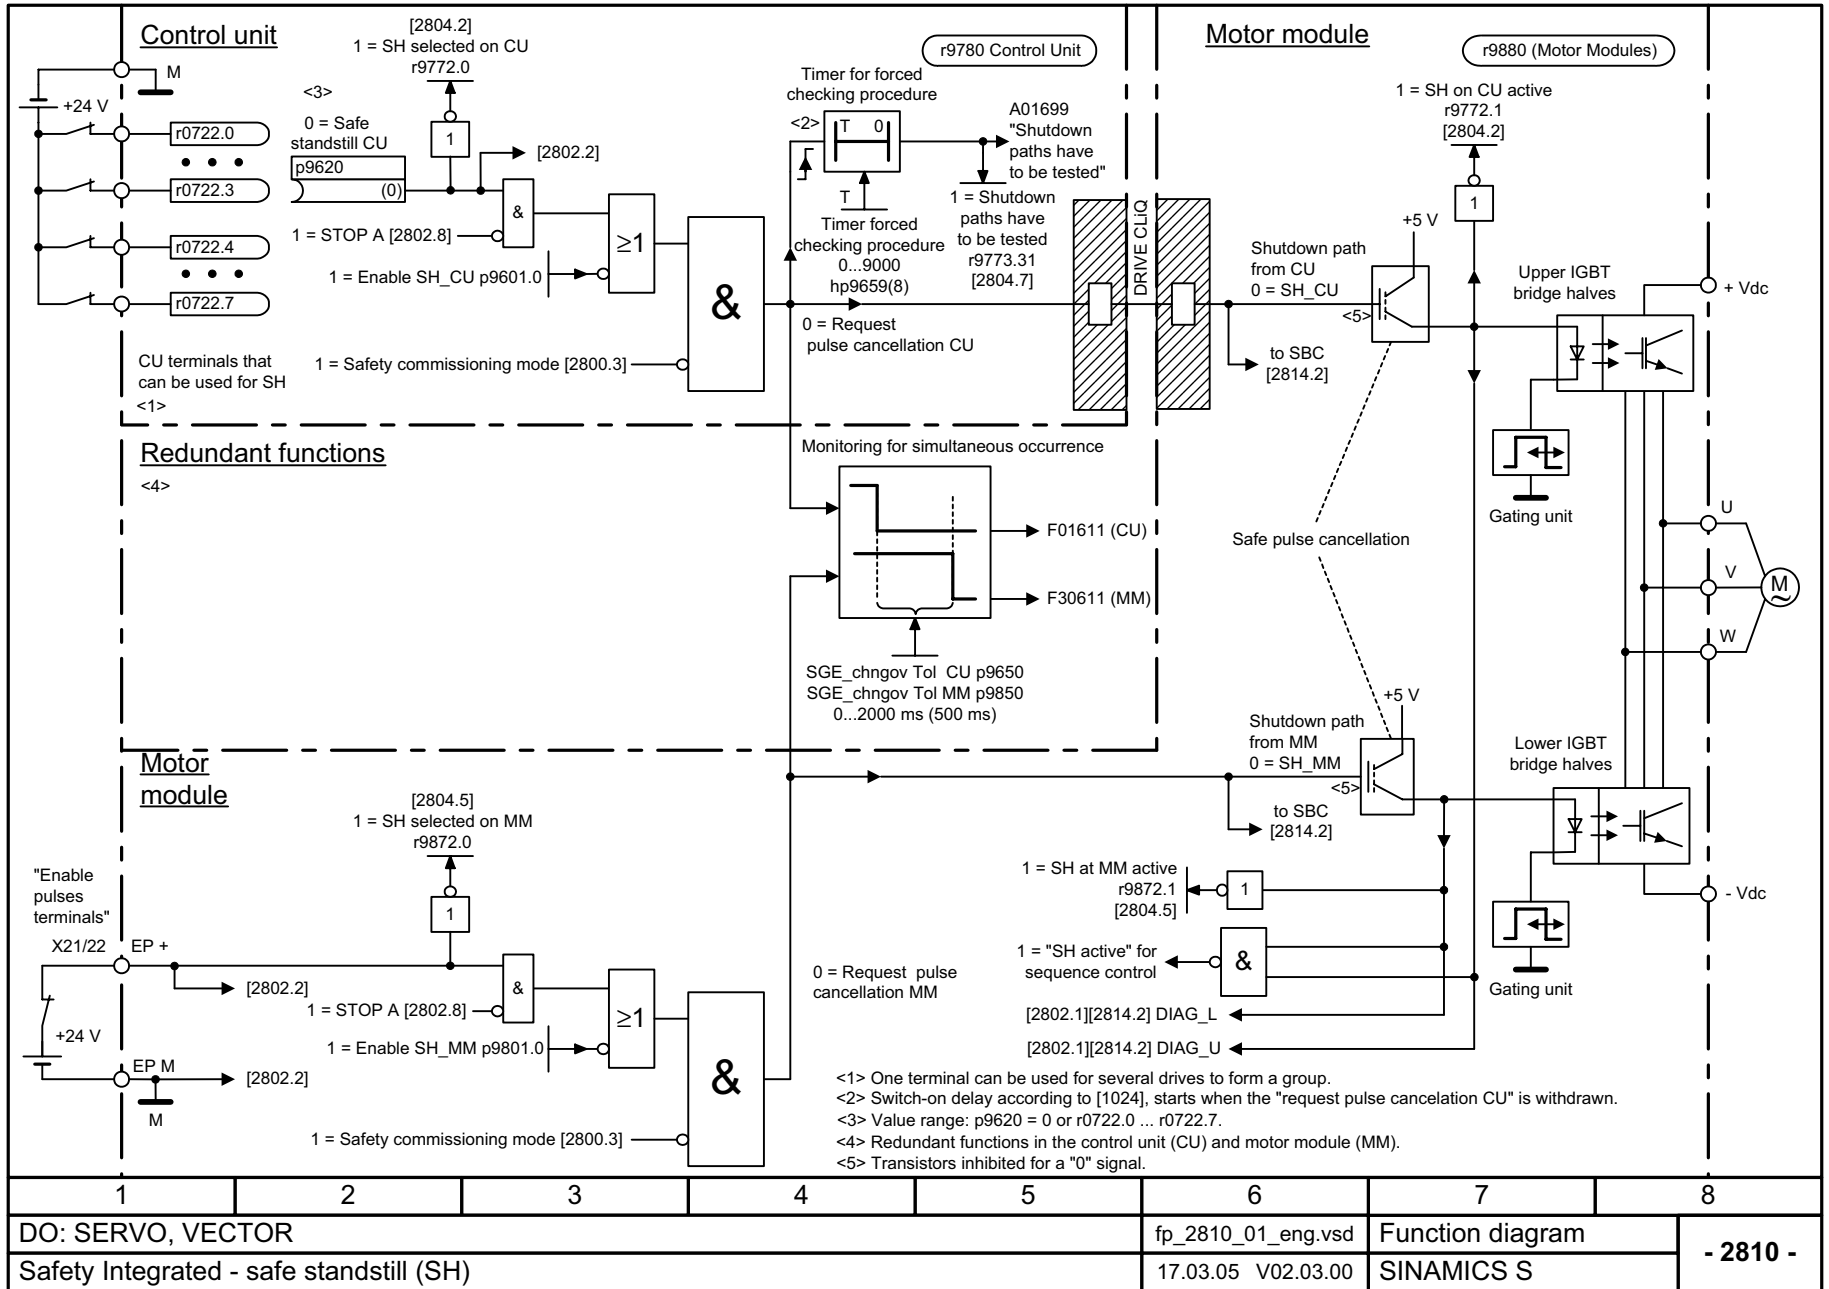 Control unit
[2804.2]
1 = SH selected on CU
r9772.0
r9780 Control Unit
Motor module
r9880 (Motor Modules)
M
+24 V
<3>
0 = Safe
standstill CU
p9620
(0)
1
[2802.2]
Timer for forced
checking procedure
<2>
T 0
A01699
"Shutdown
paths have
to be tested"
1 = SH on CU active
r9772.1
[2804.2]
r0722.0
r0722.3
r0722.4
r0722.7
&
1 = STOP A [2802.8]
≥1
1 = Enable SH_CU p9601.0
&
T
Timer forced
checking procedure
0...9000
hp9659(8)
1 = Shutdown
paths have
to be tested
r9773.31
[2804.7]
DRIVE CLiQ
1
+5 V
Shutdown path
from CU
0 = SH_CU
<5>
Upper IGBT
bridge halves
+ Vdc
0 = Request
pulse cancellation CU
to SBC
[2814.2]
CU terminals that
can be used for SH
<1>
1 = Safety commissioning mode [2800.3]
Redundant functions
<4>
Monitoring for simultaneous occurrence
F01611 (CU)
F30611 (MM)
Safe pulse cancellation
Gating unit
U
V
W
M
~
SGE_chngov Tol CU p9650
SGE_chngov Tol MM p9850
0...2000 ms (500 ms)
+5 V
Shutdown path
from MM
0 = SH_MM
<5>
Lower IGBT
bridge halves
Motor
module
[2804.5]
1 = SH selected on MM
r9872.0
1
to SBC
[2814.2]
1 = SH at MM active
r9872.1
[2804.5]
1
- Vdc
"Enable
pulses
terminals"
X21/22
EP +
[2802.2]
&
1 = STOP A [2802.8]
≥1
1 = Enable SH_MM p9801.0
+24 V
EP M
[2802.2]
M
&
1 = Safety commissioning mode [2800.3]
0 = Request pulse
cancellation MM
1 = "SH active" for
sequence control
&
Gating unit
[2802.1][2814.2] DIAG_L
[2802.1][2814.2] DIAG_U
<1> One terminal can be used for several drives to form a group.
<2> Switch-on delay according to [1024], starts when the "request pulse cancelation CU" is withdrawn.
<3> Value range: p9620 = 0 or r0722.0 ... r0722.7.
<4> Redundant functions in the control unit (CU) and motor module (MM).
<5> Transistors inhibited for a "0" signal.
1 2 3 4 5 6 7 8
DO: SERVO, VECTOR
fp_2810_01_eng.vsd
Function diagram
- 2810 -
Safety Integrated - safe standstill (SH)
17.03.05 V02.03.00
SINAMICS S